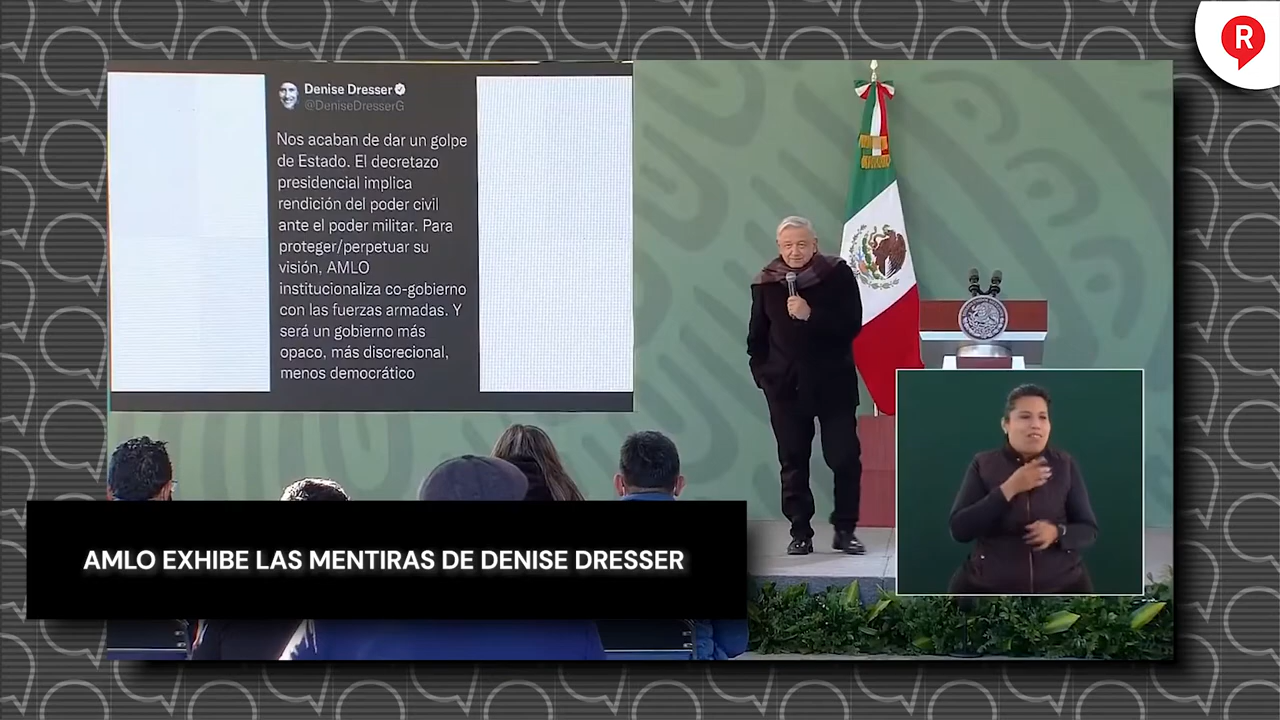 R
Denise Dresser
@DeniseDresserG
Nos acaban de dar un golpe
de Estado. El decretazo
presidencial implica
rendición del poder civil
ante el poder militar. Para
proteger/perpetuar su
visión, AMLO
institucionaliza co-gobierno
con las fuerzas armadas. Y
será un gobierno más
opaco, más discrecional,
menos democrático
AMLO EXHIBE LAS MENTIRAS DE DENISE DRESSER